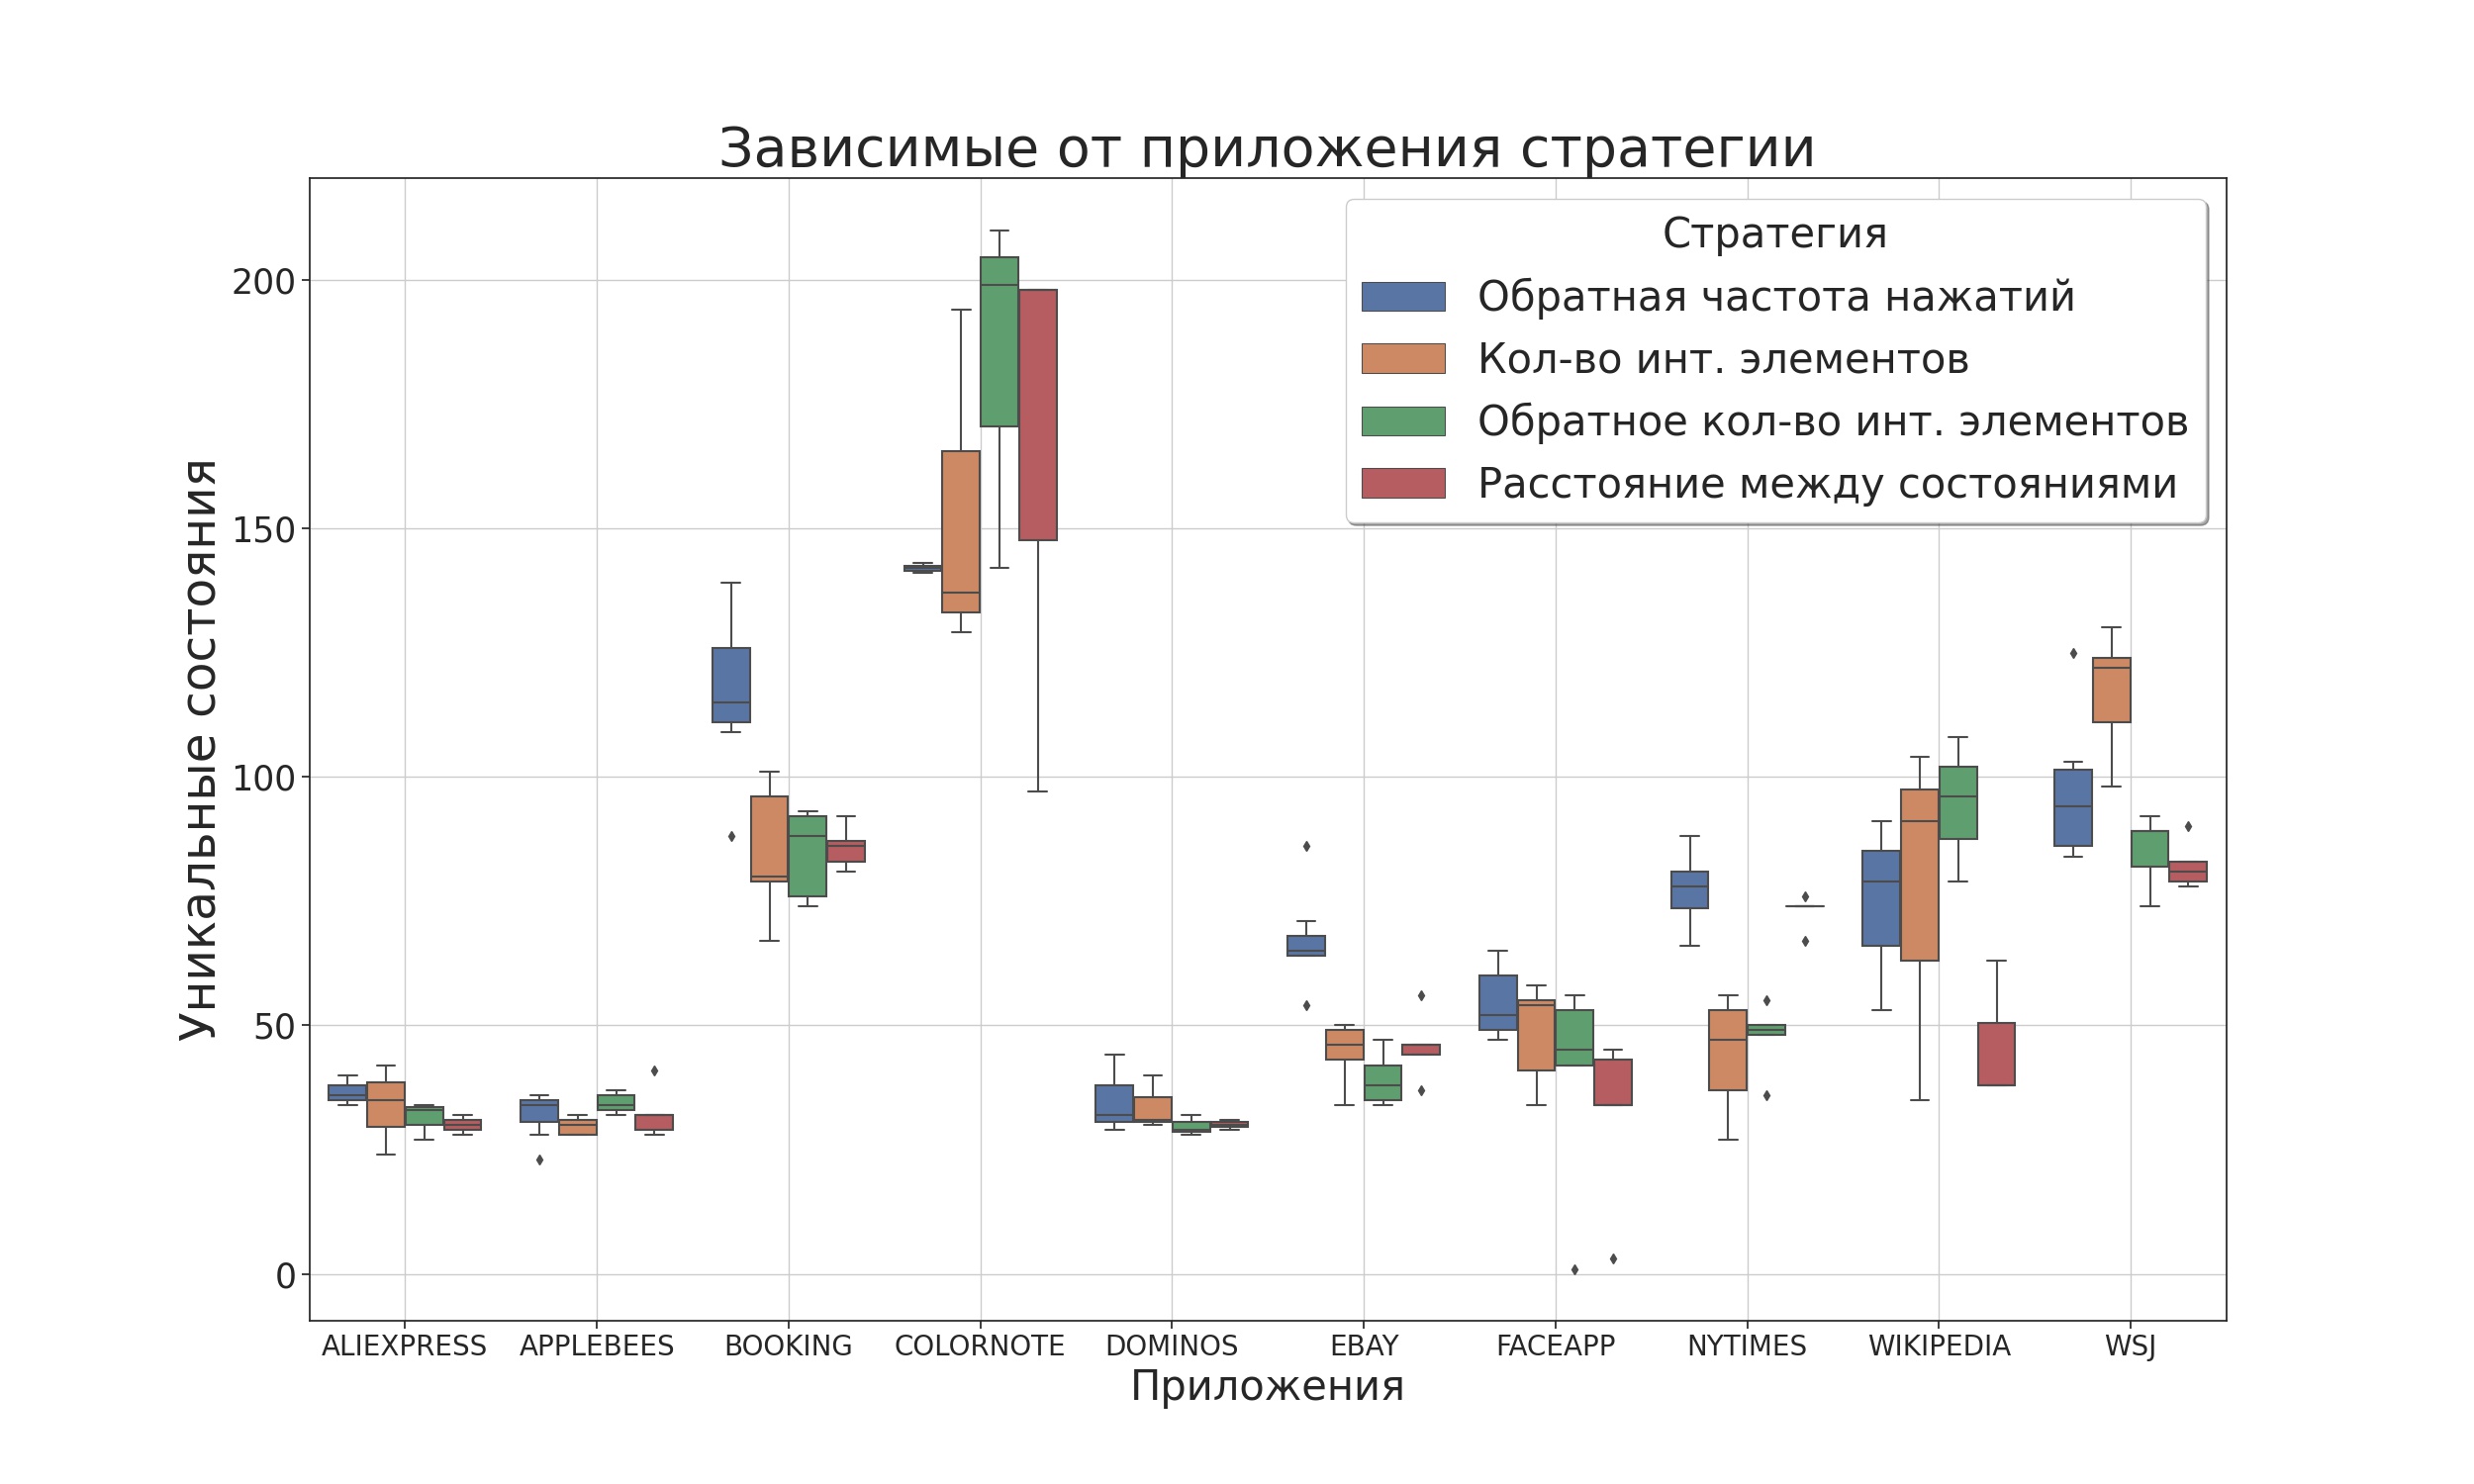 Зависимые от приложения стратегии
Стратегия
Обратная частота нажатий
Кол-во инт. элементов
Обратное кол-во инт. элементов
Расстояние между состояниями
Уникальные состояния
200
150
100
50
0
ALIEXPRESS APPLEBEES BOOKING COLORNOTE DOMINOS EBAY FACEAPP NYTIMES WIKIPEDIA WSJ
Приложения